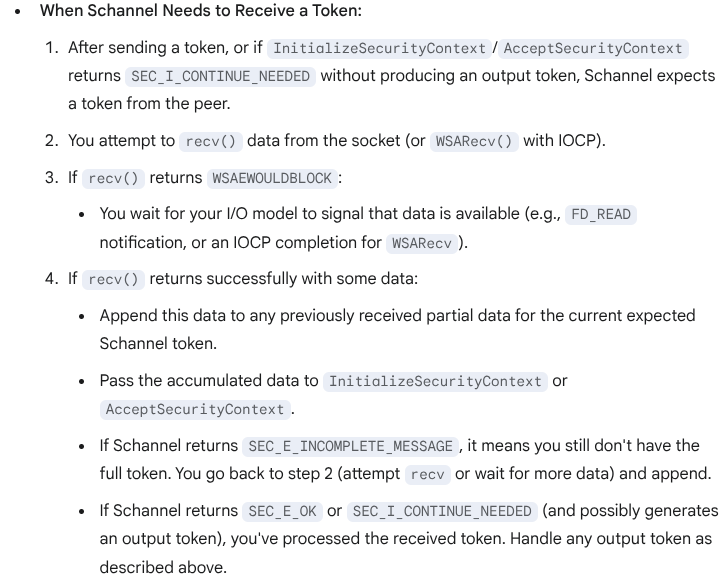 • When Schannel Needs to Receive a Token:
1. After sending a token, or if InitializeSecurityContext / AcceptSecurityContext
returns SEC_I_CONTINUE_NEEDED without producing an output token, Schannel expects
a token from the peer.
2. You attempt to recv() data from the socket (or WSARecv() with IOCP).
3. If recv() returns WSAEWOULDBLOCK:
• You wait for your I/O model to signal that data is available (e.g., FD_READ
notification, or an IOCP completion for WSARecv ).
4. If recv() returns successfully with some data:
• Append this data to any previously received partial data for the current expected
Schannel token.
• Pass the accumulated data to InitializeSecurityContext or
AcceptSecurityContext.
• If Schannel returns SEC_E_INCOMPLETE_MESSAGE, it means you still don't have the
full token. You go back to step 2 (attempt recv or wait for more data) and append.
• If Schannel returns SEC_E_OK or SEC_I_CONTINUE_NEEDED (and possibly generates
an output token), you've processed the received token. Handle any output token as
described above.